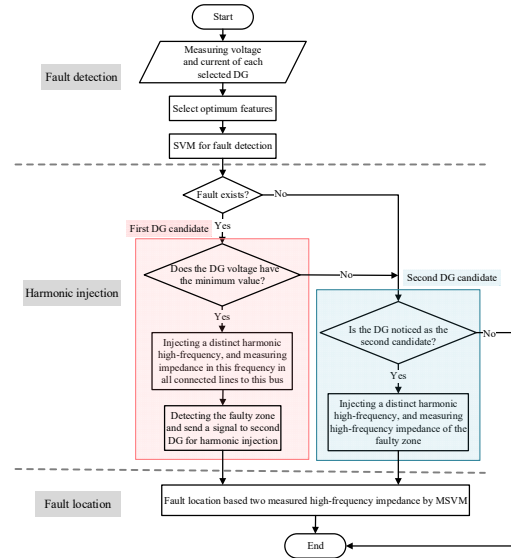 Start
Measuring voltage
and current of each
selected DG
Fault detection
Select optimum features
SVM for fault detection
Fault exists?
No
Yes
First DG candidate
Does the DG voltage have
the minimum value?
No
Second DG candidate
Yes
Harmonic injection
Is the DG noticed as the
second candidate?
No
Injecting a distinct harmonic
high-frequency, and measuring
impedance in this frequency in
all connected lines to this bus
Yes
Detecting the faulty zone
and send a signal to second
DG for harmonic injection
Injecting a distinct harmonic
high-frequency, and measuring
high-frequency impedance of the
faulty zone
Fault location
Fault location based two measured high-frequency impedance by MSVM
End